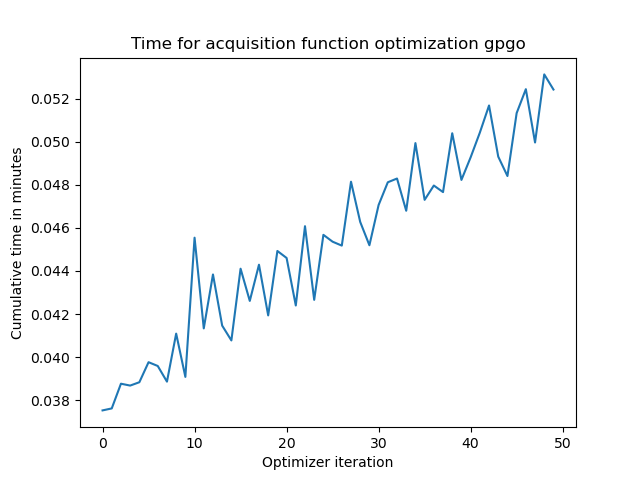 Time for acquisition function optimization gpgo
Cumulative time in minutes
0.052
0.050
0.048
0.046
0.044
0.042
0.040
0.038
0 10 20 30 40 50
Optimizer iteration